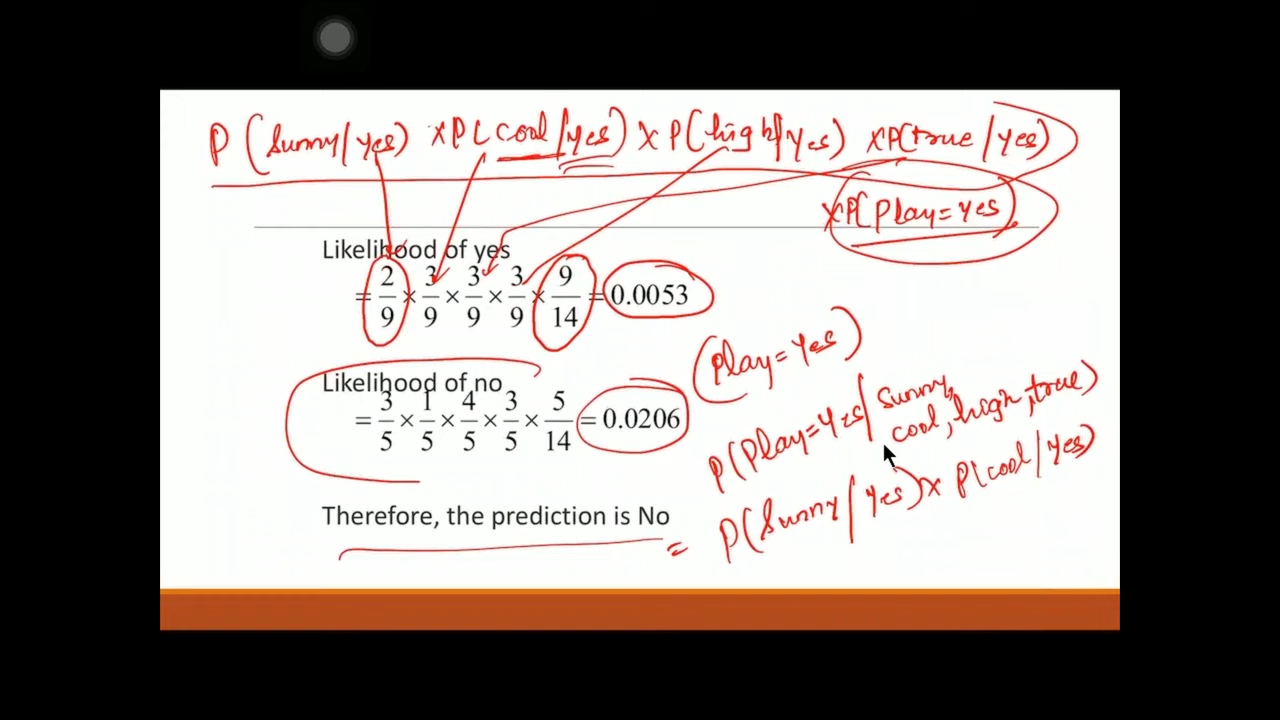 P (Sunny/yes) xP( cool/yes) x P(high/yes) xP(true/yes)
xP(Play=yes)
Likelihood of yes
= 2/9 × 3/9 × 3/9 × 3/9 × 9/14 = 0.0053
(Play=yes)
Likelihood of no
= 3/5 × 1/5 × 4/5 × 3/5 × 5/14 = 0.0206
P(Play=yes/ Sunny,
cool, high, true)
Therefore, the prediction is No
= P(Sunny/yes) x P(cool/yes)